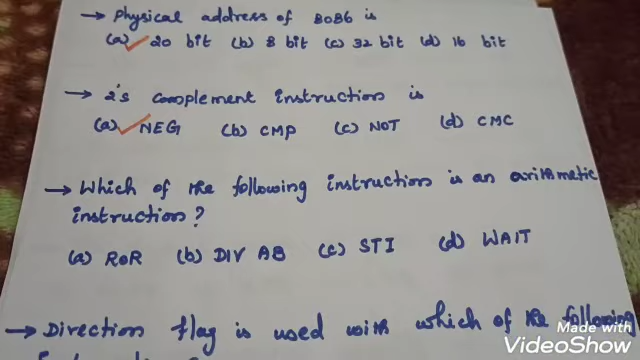 → Physical address of 8086 is
(a) 20 bit (b) 8 bit (c) 32 bit (d) 16 bit
→ 2's complement instruction is
(a) NEG (b) CMP (c) NOT (d) CMC
→ Which of the following instruction is an arithmetic
instruction?
(a) ROR (b) DIV AB (c) STI (d) WAIT
→ Direction flag is used with which of the following
Made with
VideoShow